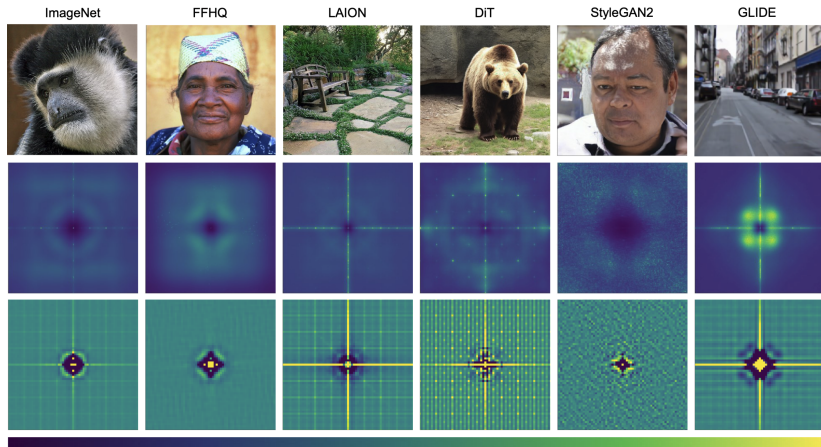 ImageNet
FFHQ
LAION
DiT
StyleGAN2
GLIDE